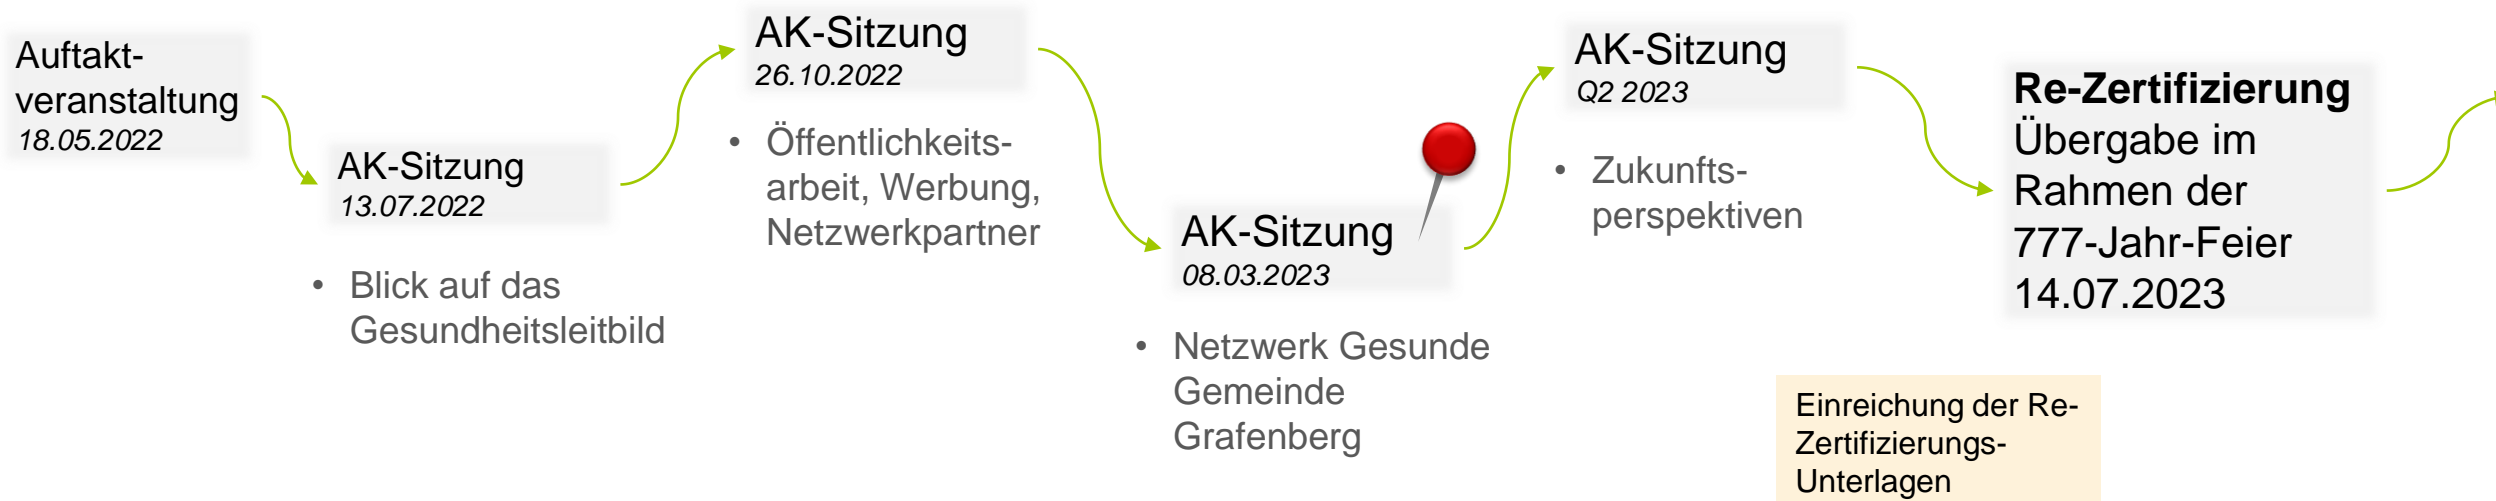 Auftakt-
veranstaltung
18.05.2022
AK-Sitzung
13.07.2022
• Blick auf das
Gesundheitsleitbild
AK-Sitzung
26.10.2022
• Öffentlichkeits-
arbeit, Werbung,
Netzwerkpartner
AK-Sitzung
08.03.2023
• Netzwerk Gesunde
Gemeinde
Grafenberg
AK-Sitzung
Q2 2023
• Zukunfts-
perspektiven
Einreichung der Re-
Zertifizierungs-
Unterlagen
Re-Zertifizierung
Übergabe im
Rahmen der
777-Jahr-Feier
14.07.2023